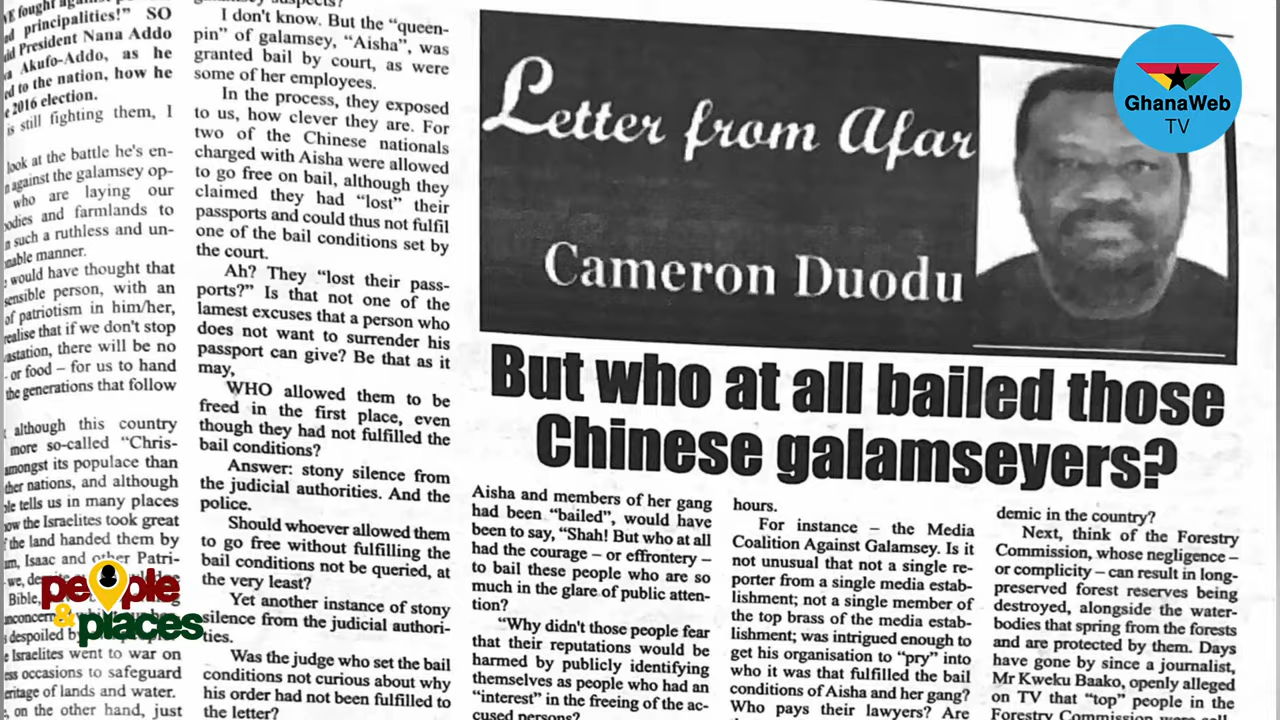 VE fought
principalities!" SO
President Nana Addo
Akufo-Addo, as he
to the nation, how he
2016 election.
is still fighting them, I
look at the battle he's en-
against the galamsey op-
who are laying our
and farmlands to
such a ruthless and un-
manner.
would have thought that
sensible person, with an
of patriotism in him/her,
realise that if we don't stop
there will be no
or food – for us to hand
the generations that follow
although this country
more so-called "Chris-
amongst its populace than
nations, and although
tells us in many places
the Israelites took great
the land handed them by
Isaac and other Patri-
Bible,
despoiled
Israelites went to war on
occasions to safeguard
of lands and water.
on the other hand, just
I don't know. But the "queen-
pin" of galamsey, "Aisha", was
granted bail by court, as were
some of her employees.
In the process, they exposed
to us, how clever they are. For
two of the Chinese nationals
charged with Aisha were allowed
to go free on bail, although they
claimed they had "lost" their
passports and could thus not fulfil
one of the bail conditions set by
the court.
Ah? They "lost their pass-
ports?" Is that not one of the
lamest excuses that a person who
does not want to surrender his
passport can give? Be that as it
may,
WHO allowed them to be
freed in the first place, even
though they had not fulfilled the
bail conditions?
Answer: stony silence from
the judicial authorities. And the
police.
Should whoever allowed them
to go free without fulfilling the
bail conditions not be queried, at
the very least?
Yet another instance of stony
silence from the judicial authori-
ties.
Was the judge who set the bail
conditions not curious about why
his order had not been fulfilled to
the letter?
Letter from Afar
Cameron Duodu
GhanaWeb
TV
But who at all bailed those
Chinese galamseyers?
Aisha and members of her gang
had been "bailed", would have
been to say, "Shah! But who at all
had the courage – or effrontery –
to bail these people who are so
much in the glare of public atten-
tion?
"Why didn't those people fear
that their reputations would be
harmed by publicly identifying
themselves as people who had an
"interest" in the freeing of the ac-
cused persons?
hours.
For instance – the Media
Coalition Against Galamsey. Is it
not unusual that not a single re-
porter from a single media estab-
lishment; not a single member of
the top brass of the media estab-
lishment; was intrigued enough to
get his organisation to "pry" into
who it was that fulfilled the bail
conditions of Aisha and her gang?
Who pays their lawyers? Are
demic in the country?
Next, think of the Forestry
Commission, whose negligence –
or complicity – can result in long-
preserved forest reserves being
destroyed, alongside the water-
bodies that spring from the forests
and are protected by them. Days
have gone by since a journalist,
Mr Kweku Baako, openly alleged
on TV that "top" people in the
Forestry Commission were
people
& places